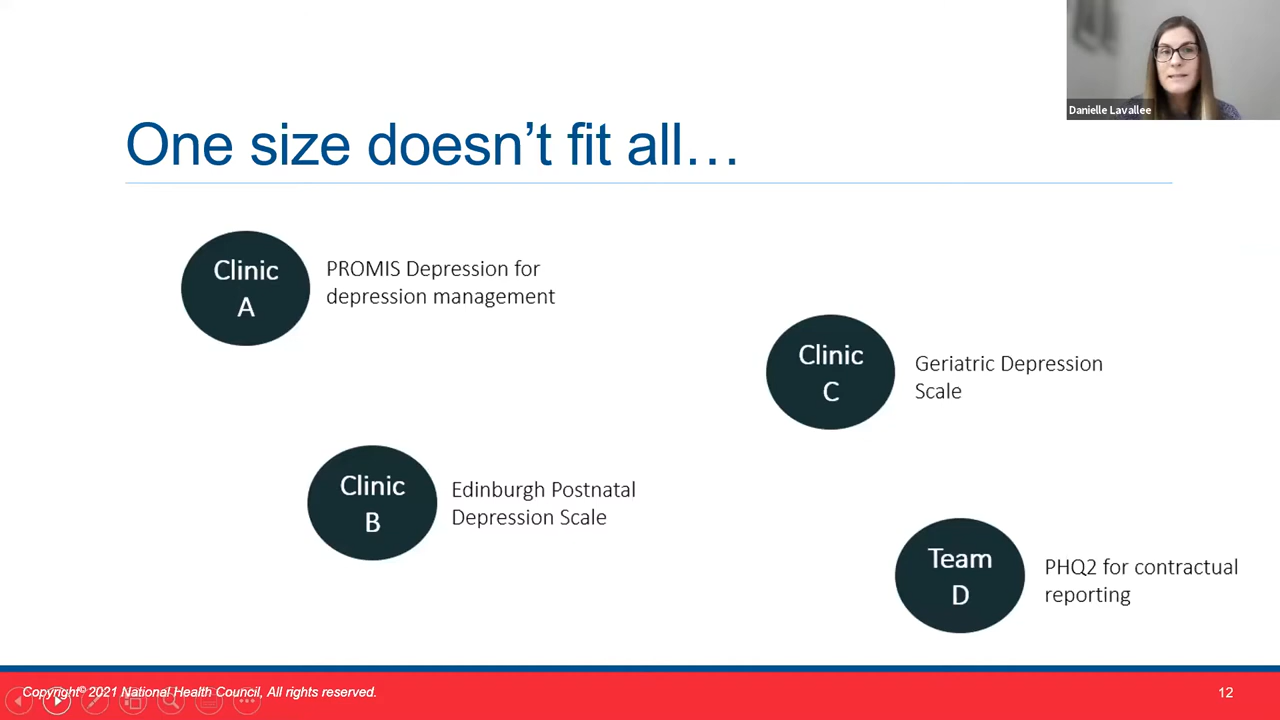 Danielle Lavallee
One size doesn’t fit all…
Clinic
A
PROMIS Depression for
depression management
Clinic
C
Geriatric Depression
Scale
Clinic
B
Edinburgh Postnatal
Depression Scale
Team
D
PHQ2 for contractual
reporting
Copyright© 2021 National Health Council, All rights reserved.
12